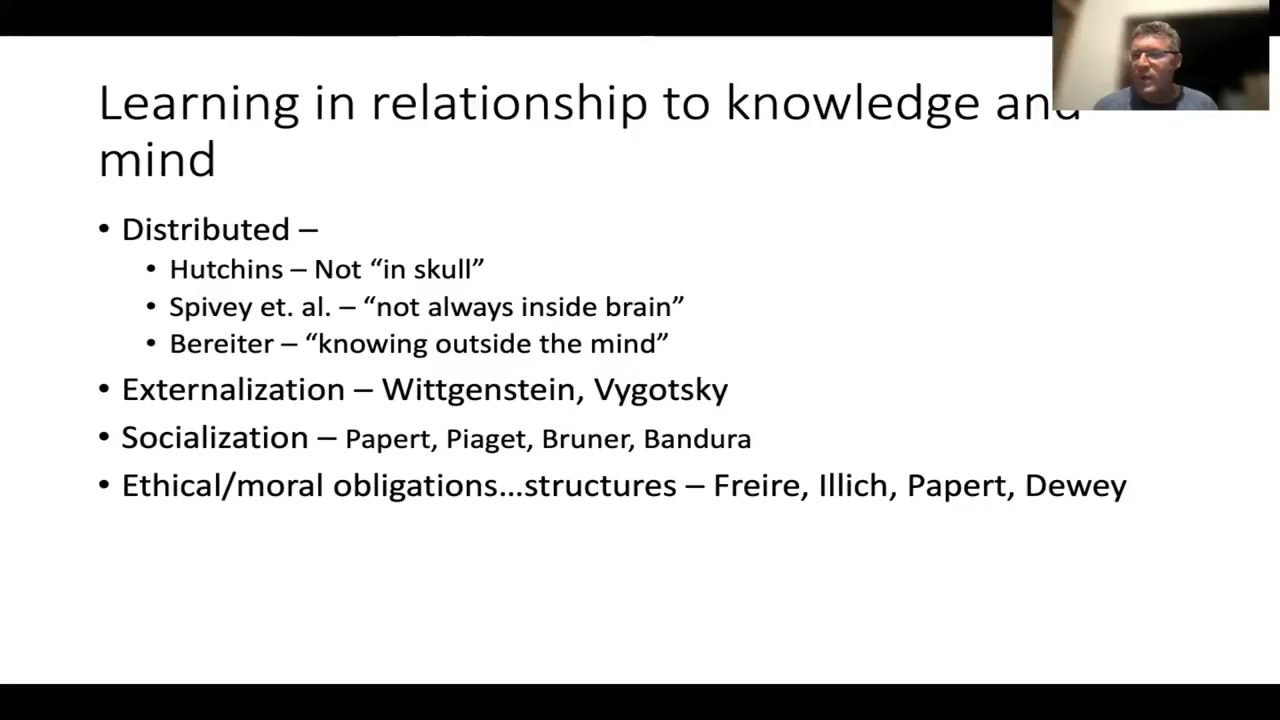 Learning in relationship to knowledge and
mind
• Distributed –
• Hutchins – Not “in skull”
• Spivey et. al. – “not always inside brain”
• Bereiter – “knowing outside the mind”
• Externalization – Wittgenstein, Vygotsky
• Socialization – Papert, Piaget, Bruner, Bandura
• Ethical/moral obligations...structures – Freire, Illich, Papert, Dewey